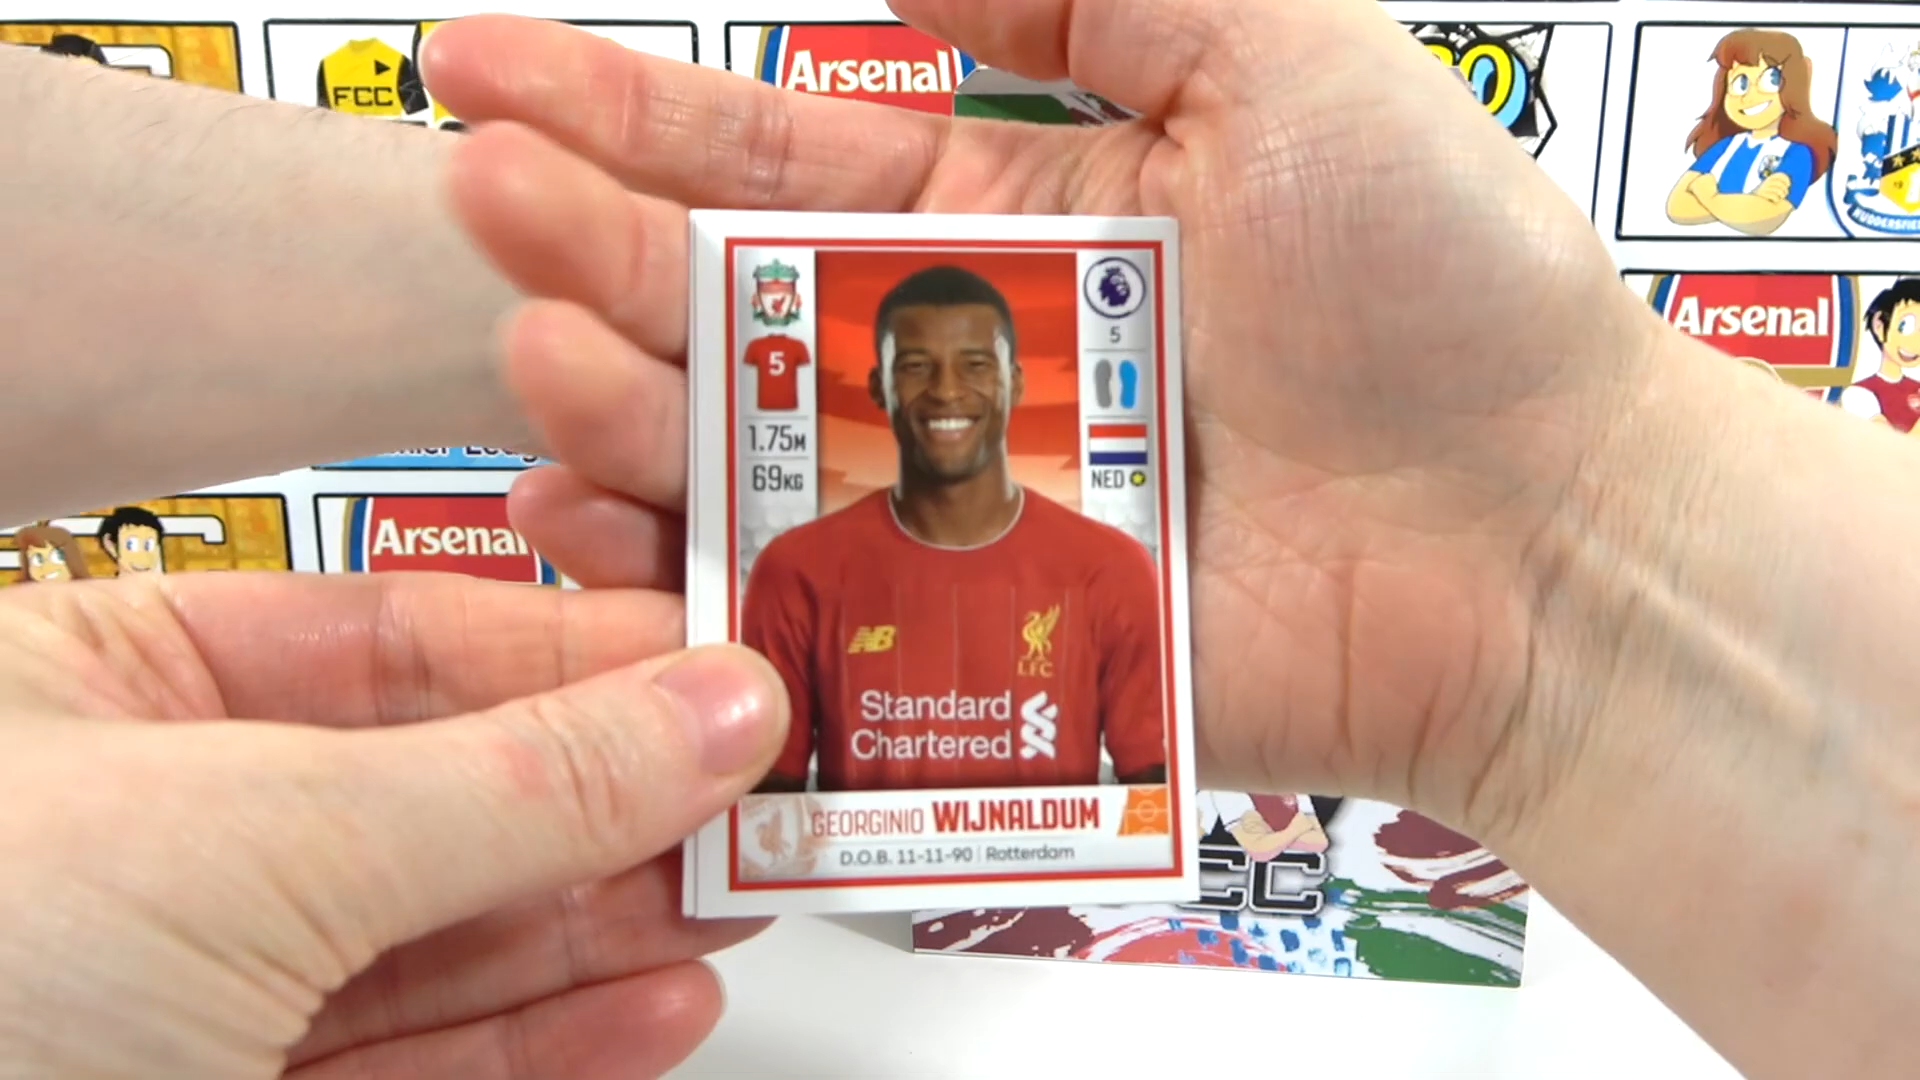 FCC
Arsenal
Arsenal
Arsenal
5
5
1.75M
69KG
NED
NB
L.F.C
Standard
Chartered
GEORGINIO WIJNALDUM
D.O.B. 11-11-90 | Rotterdam